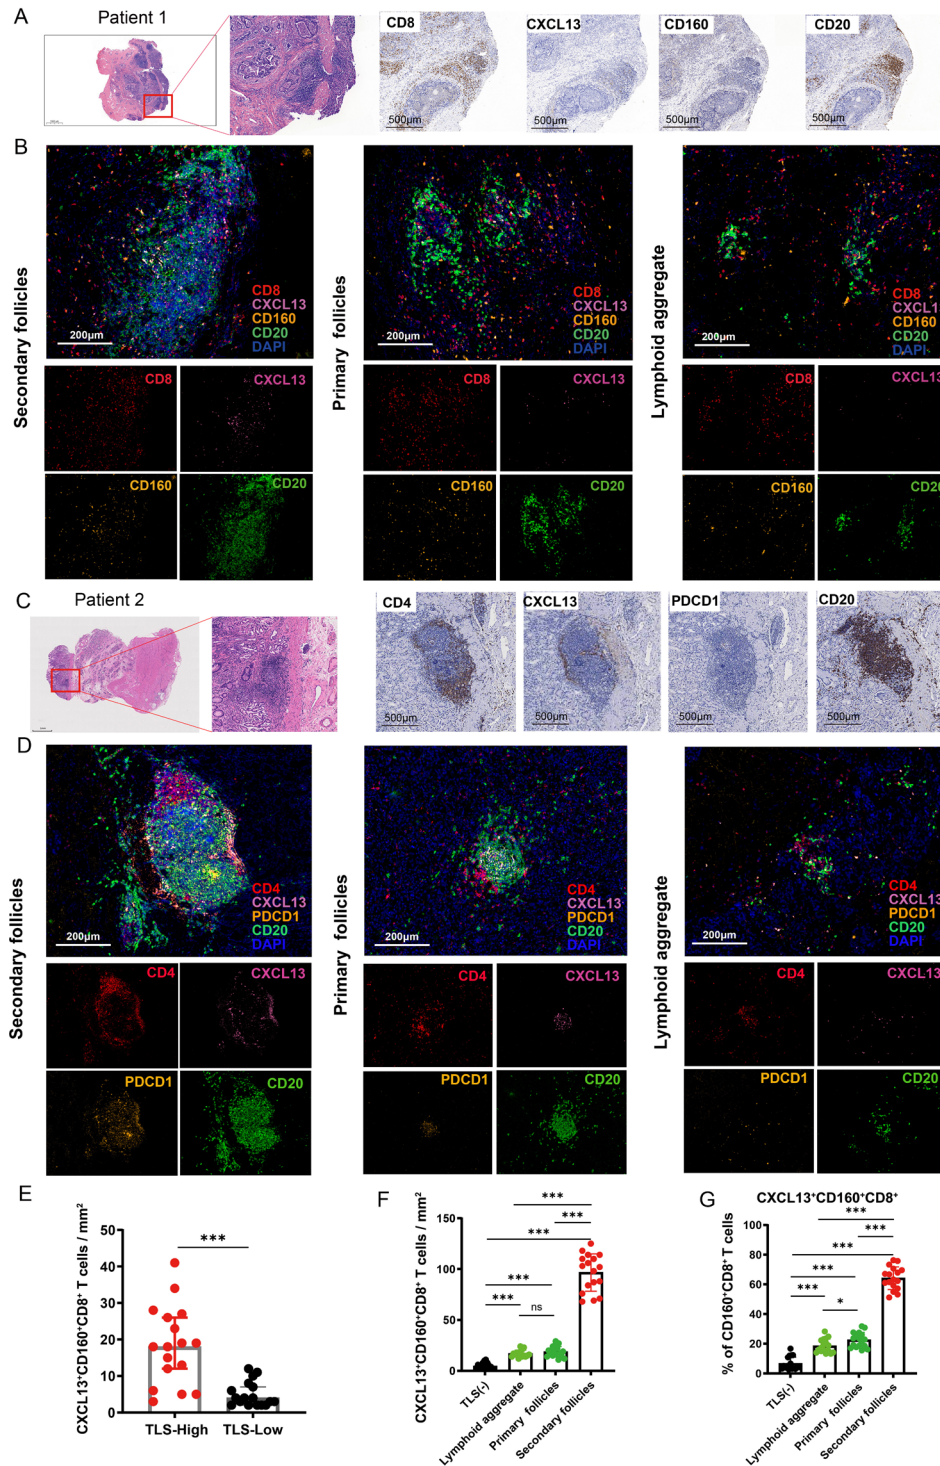 A
Patient 1
CD8
CXCL13
CD160
CD20
500µm
500µm
500µm
500µm
B
Secondary follicles
CD8
CXCL13
CD160
CD20
DAPI
200µm
CD8
CXCL13
CD160
CD20
Primary follicles
CD8
CXCL13
CD160
CD20
DAPI
200µm
CD8
CXCL13
CD160
CD20
Lymphoid aggregate
CD8
CXCL1
CD160
CD20
DAPI
200µm
CD8
CXCL13
CD160
CD20
C
Patient 2
CD4
CXCL13
PDCD1
CD20
500µm
500µm
500µm
500µm
D
Secondary follicles
CD4
CXCL13
PDCD1
CD20
DAPI
200µm
CD4
CXCL13
PDCD1
CD20
Primary follicles
CD4
CXCL13
PDCD1
CD20
DAPI
200µm
CD4
CXCL13
PDCD1
CD20
Lymphoid aggregate
CD4
CXCL13
PDCD1
CD20
DAPI
200µm
CD4
CXCL13
PDCD1
CD20
E
CXCL13⁺CD160⁺CD8⁺ T cells / mm²
50
40
30
20
10
0
***
TLS-High
TLS-Low
F
CXCL13⁺CD160⁺CD8⁺ T cells / mm²
150
100
50
0
***
***
***
***
***
ns
TLS(-)
Lymphoid aggregate
Primary follicles
Secondary follicles
G
CXCL13⁺CD160⁺CD8⁺
% of CD160⁺CD8⁺ T cells
100
80
60
40
20
0
***
***
***
***
***
*
TLS(-)
Lymphoid aggregate
Primary follicles
Secondary follicles